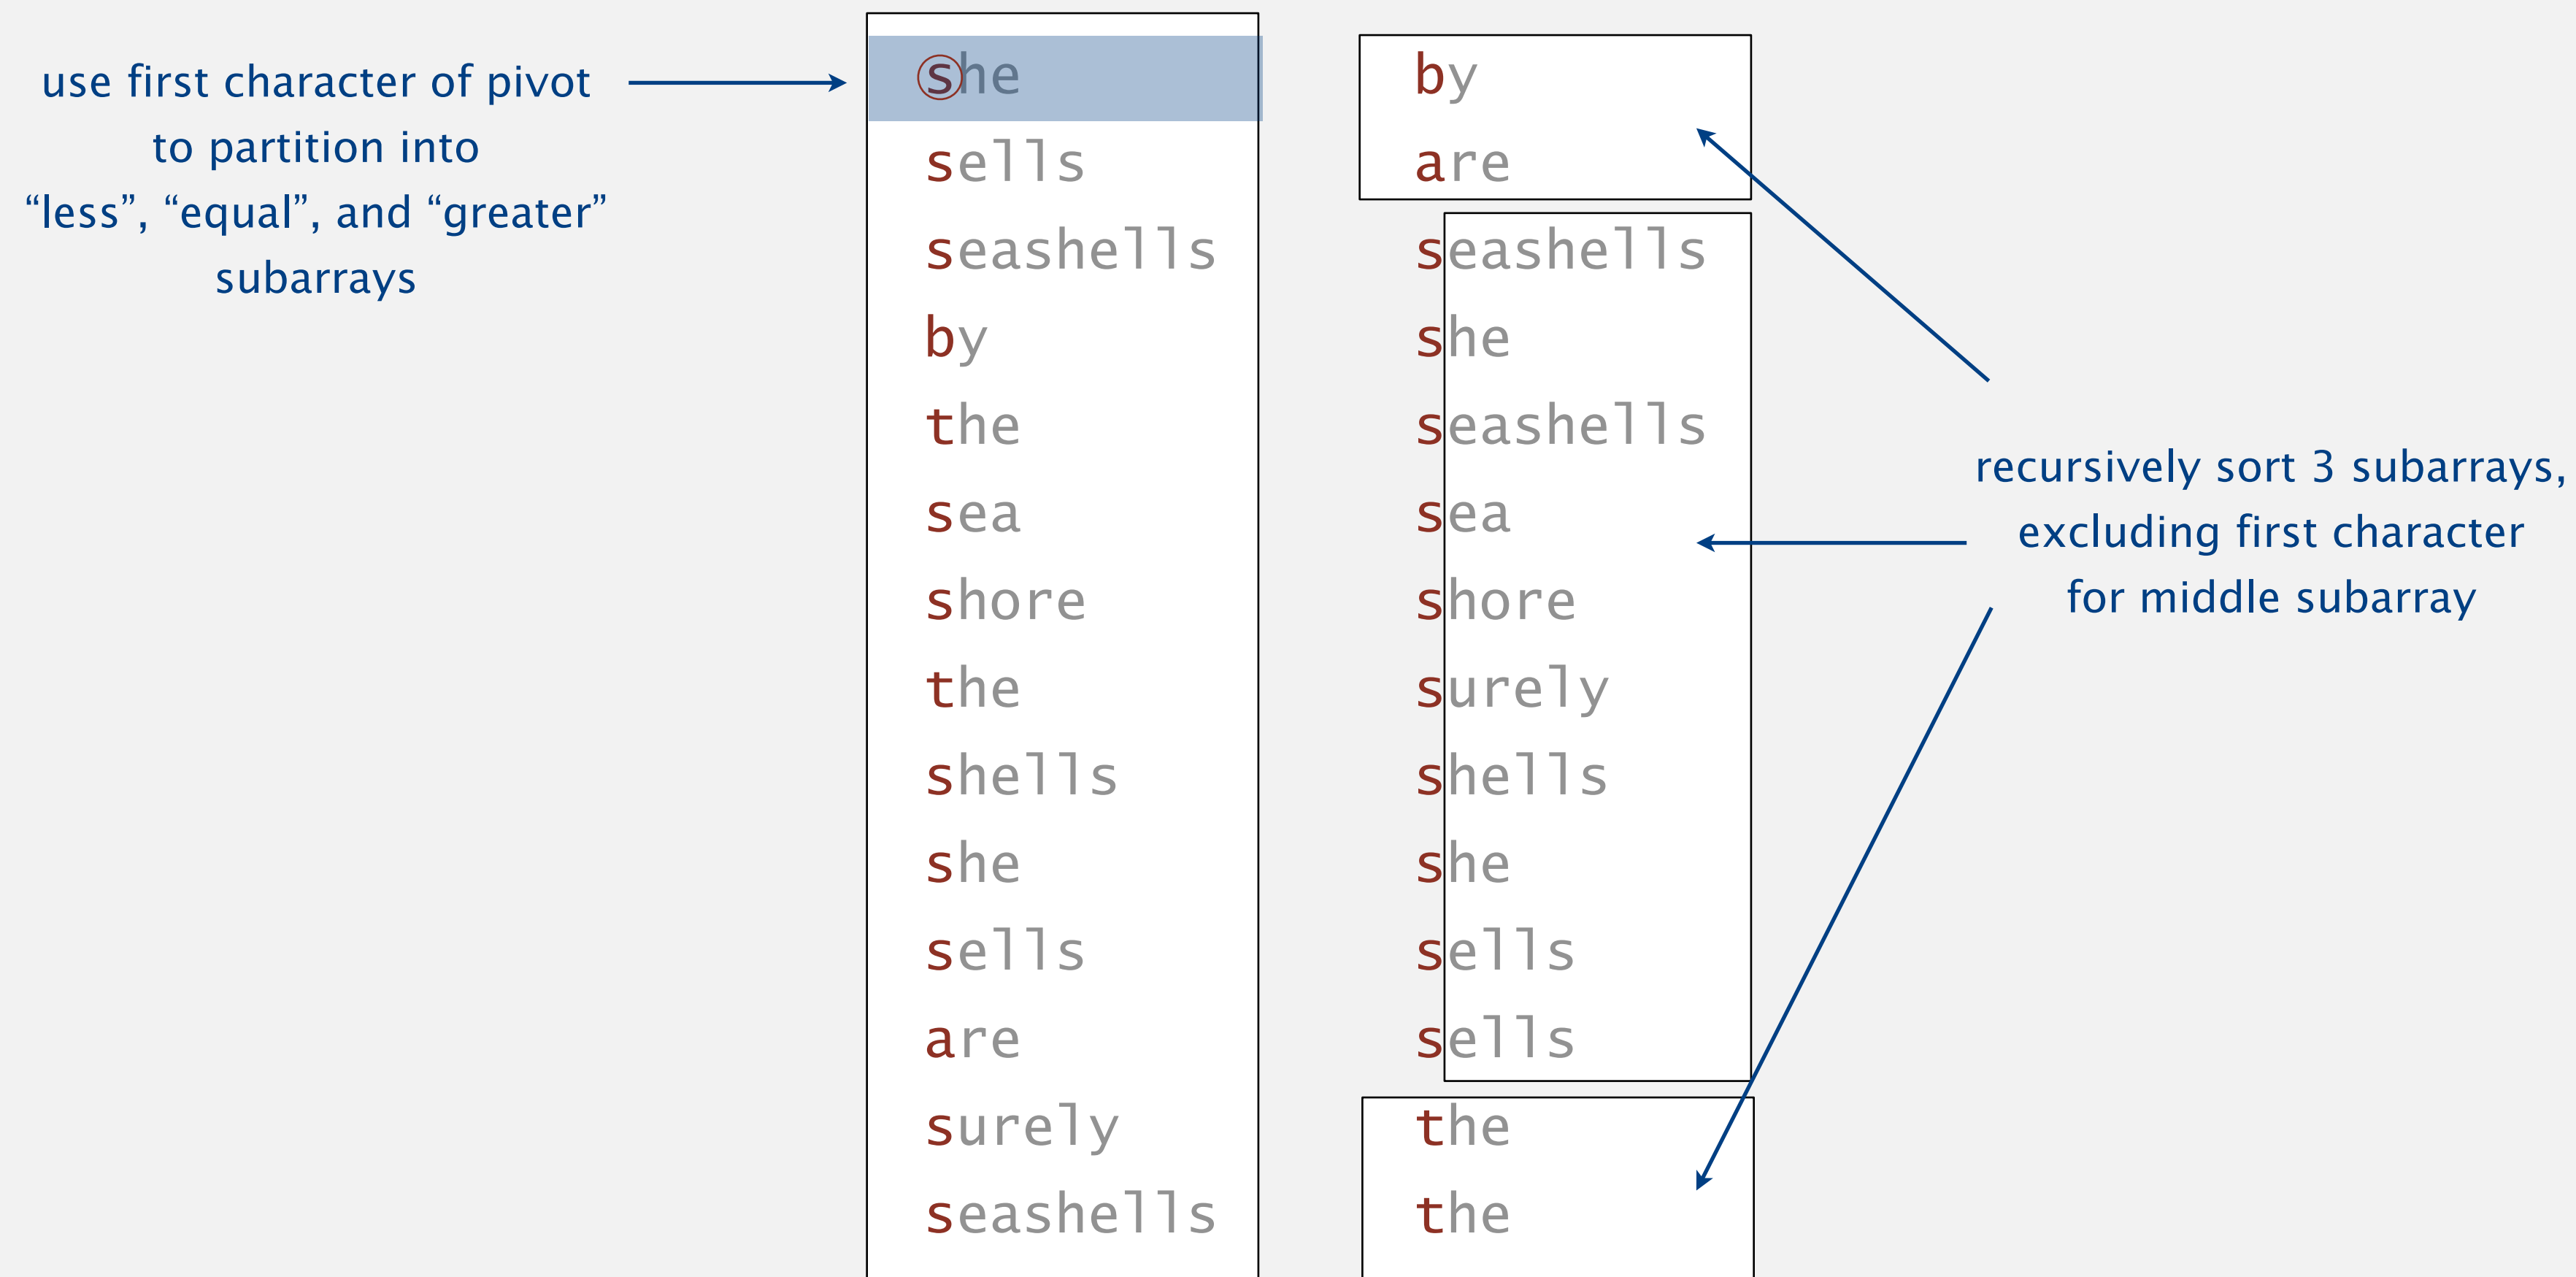 use first character of pivot
to partition into
“less”, “equal”, and “greater”
subarrays
she
sells
seashells
by
the
sea
shore
the
shells
she
sells
are
surely
seashells
by
are
seashells
she
seashells
sea
shore
surely
shells
she
sells
sells
the
the
recursively sort 3 subarrays,
excluding first character
for middle subarray